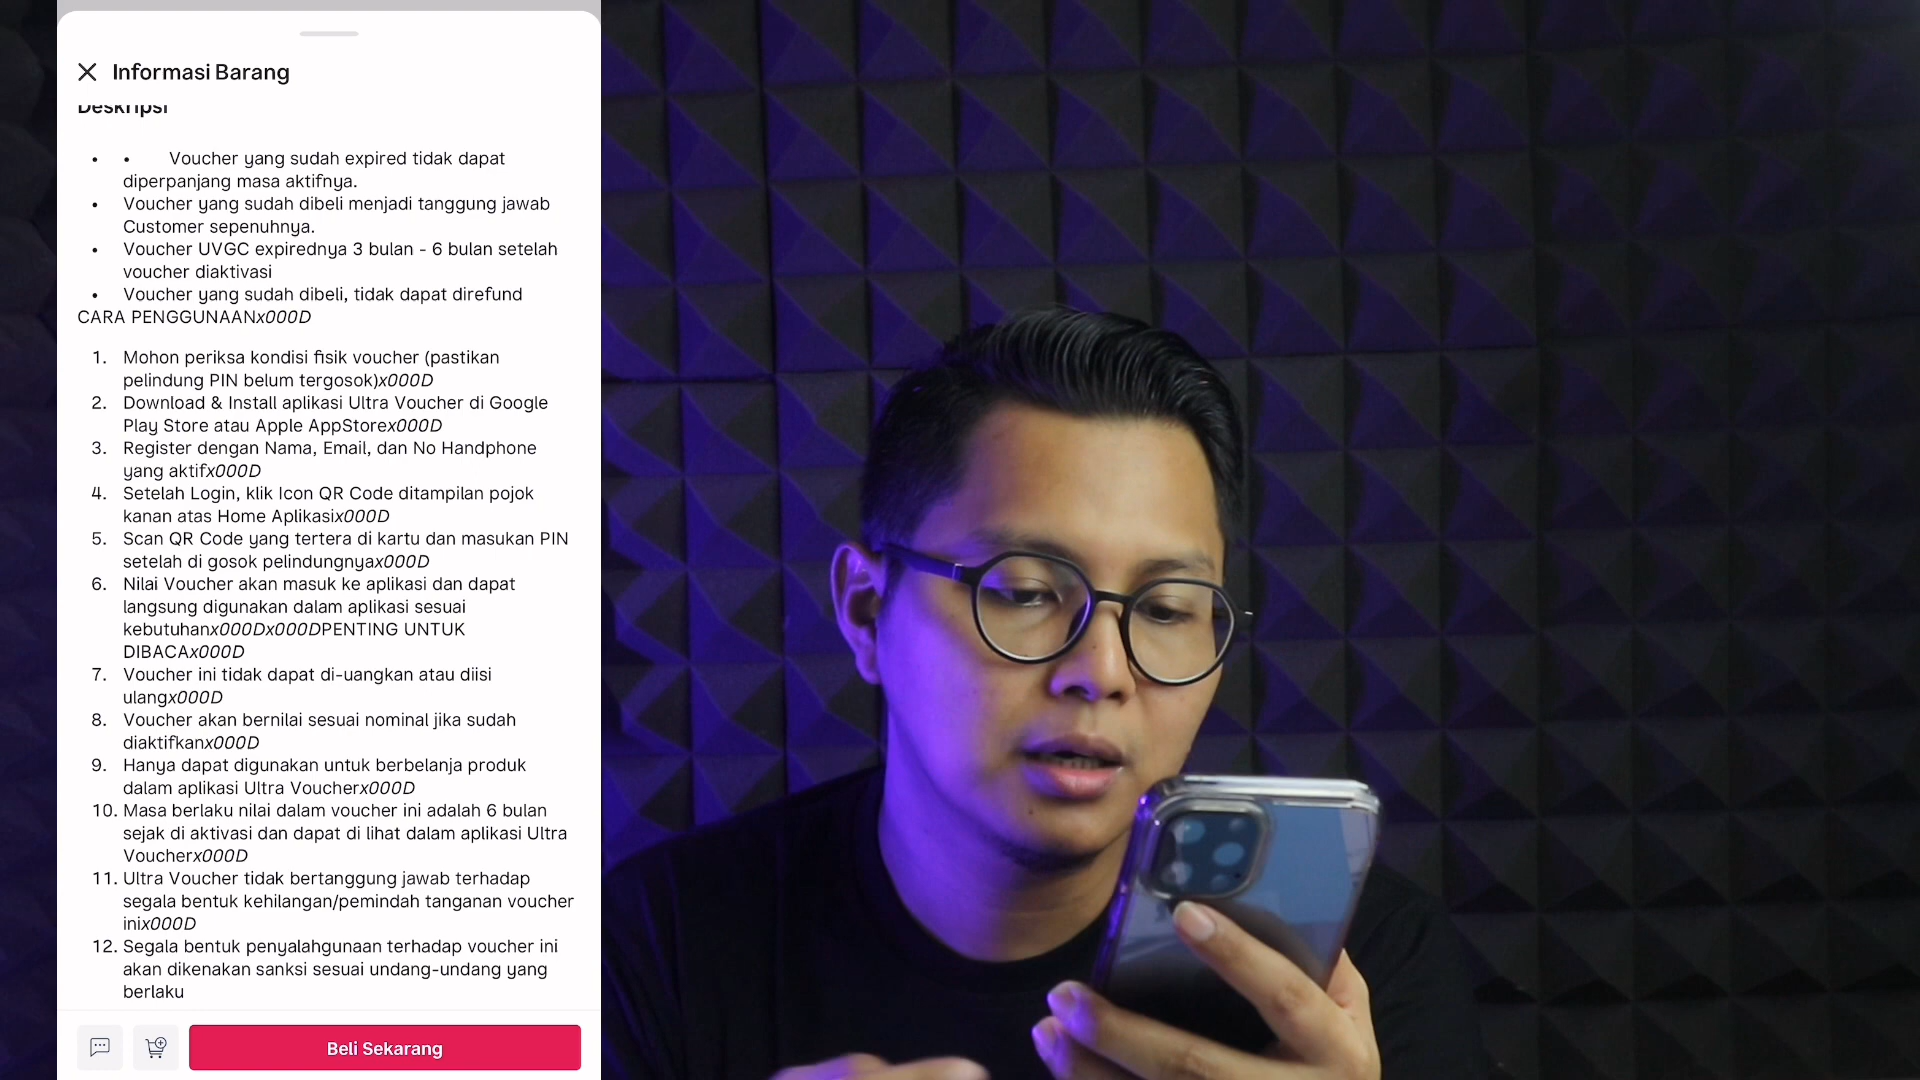 Informasi Barang
Deskripsi
• • Voucher yang sudah expired tidak dapat
diperpanjang masa aktifnya.
• Voucher yang sudah dibeli menjadi tanggung jawab
Customer sepenuhnya.
• Voucher UVGC expirednya 3 bulan - 6 bulan setelah
voucher diaktivasi
• Voucher yang sudah dibeli, tidak dapat direfund
CARA PENGGUNAANx000D
1. Mohon periksa kondisi fisik voucher (pastikan
pelindung PIN belum tergosok)x000D
2. Download & Install aplikasi Ultra Voucher di Google
Play Store atau Apple AppStorex000D
3. Register dengan Nama, Email, dan No Handphone
yang aktifx000D
4. Setelah Login, klik Icon QR Code ditampilan pojok
kanan atas Home Aplikasix000D
5. Scan QR Code yang tertera di kartu dan masukan PIN
setelah di gosok pelindungnyax000D
6. Nilai Voucher akan masuk ke aplikasi dan dapat
langsung digunakan dalam aplikasi sesuai
kebutuhanx000Dx000DPENTING UNTUK
DIBACAx000D
7. Voucher ini tidak dapat di-uangkan atau diisi
ulangx000D
8. Voucher akan bernilai sesuai nominal jika sudah
diaktifkanx000D
9. Hanya dapat digunakan untuk berbelanja produk
dalam aplikasi Ultra Voucherx000D
10. Masa berlaku nilai dalam voucher ini adalah 6 bulan
sejak di aktivasi dan dapat di lihat dalam aplikasi Ultra
Voucherx000D
11. Ultra Voucher tidak bertanggung jawab terhadap
segala bentuk kehilangan/pemindah tanganan voucher
inix000D
12. Segala bentuk penyalahgunaan terhadap voucher ini
akan dikenakan sanksi sesuai undang-undang yang
berlaku
Beli Sekarang